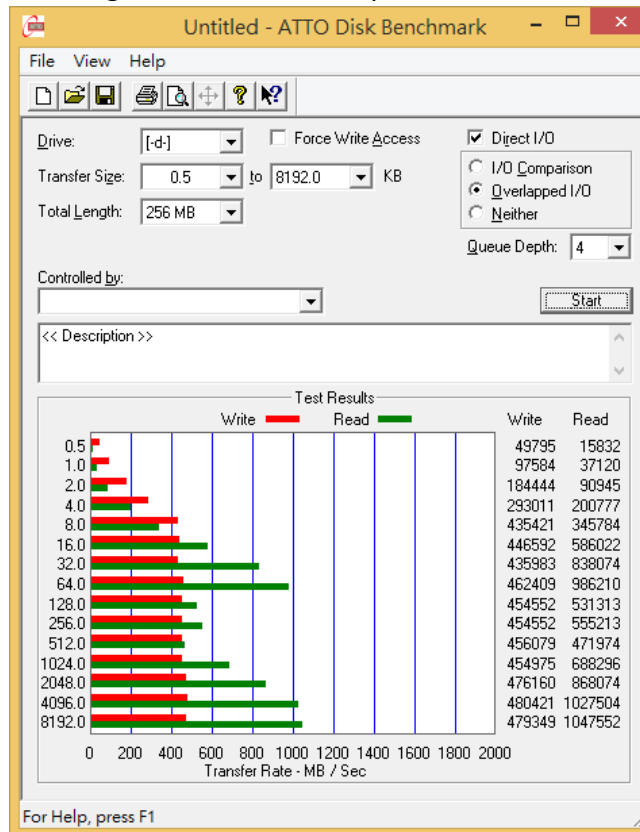 Untitled - ATTO Disk Benchmark
File View Help
Drive: [-d-] Force Write Access Direct I/O
Transfer Size: 0.5 to 8192.0 KB I/O Comparison
Overlapped I/O
Total Length: 256 MB Neither
Queue Depth: 4
Controlled by:
Start
<< Description >>
Test Results
Write Read Write Read
0.5 49795 15832
1.0 97584 37120
2.0 184444 90945
4.0 293011 200777
8.0 435421 345784
16.0 446592 586022
32.0 435983 838074
64.0 462409 986210
128.0 454552 531313
256.0 454552 555213
512.0 456079 471974
1024.0 454975 688296
2048.0 476160 868074
4096.0 480421 1027504
8192.0 479349 1047552
0 200 400 600 800 1000 1200 1400 1600 1800 2000
Transfer Rate - MB / Sec
For Help, press F1